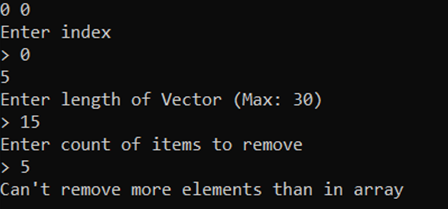 0 0
Enter index
> 0
5
Enter length of Vector (Max: 30)
> 15
Enter count of items to remove
> 5
Can't remove more elements than in array